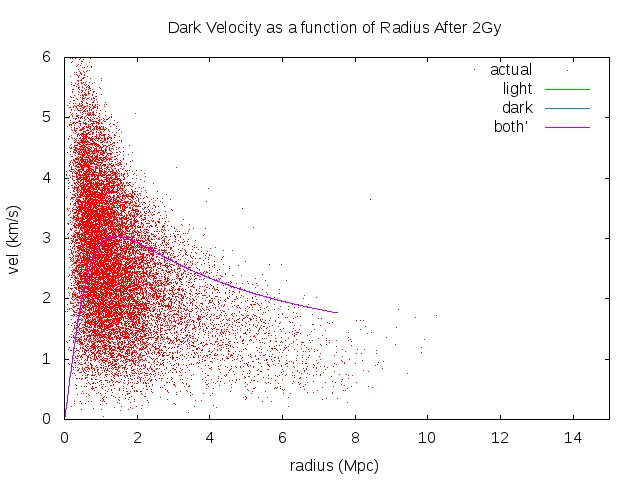 Dark Velocity as a function of Radius After 2Gy
6
5
4
3
2
1
0
vel (km/s)
actual
light
dark
both'
0 2 4 6 8 10 12 14
radius (Mpc)